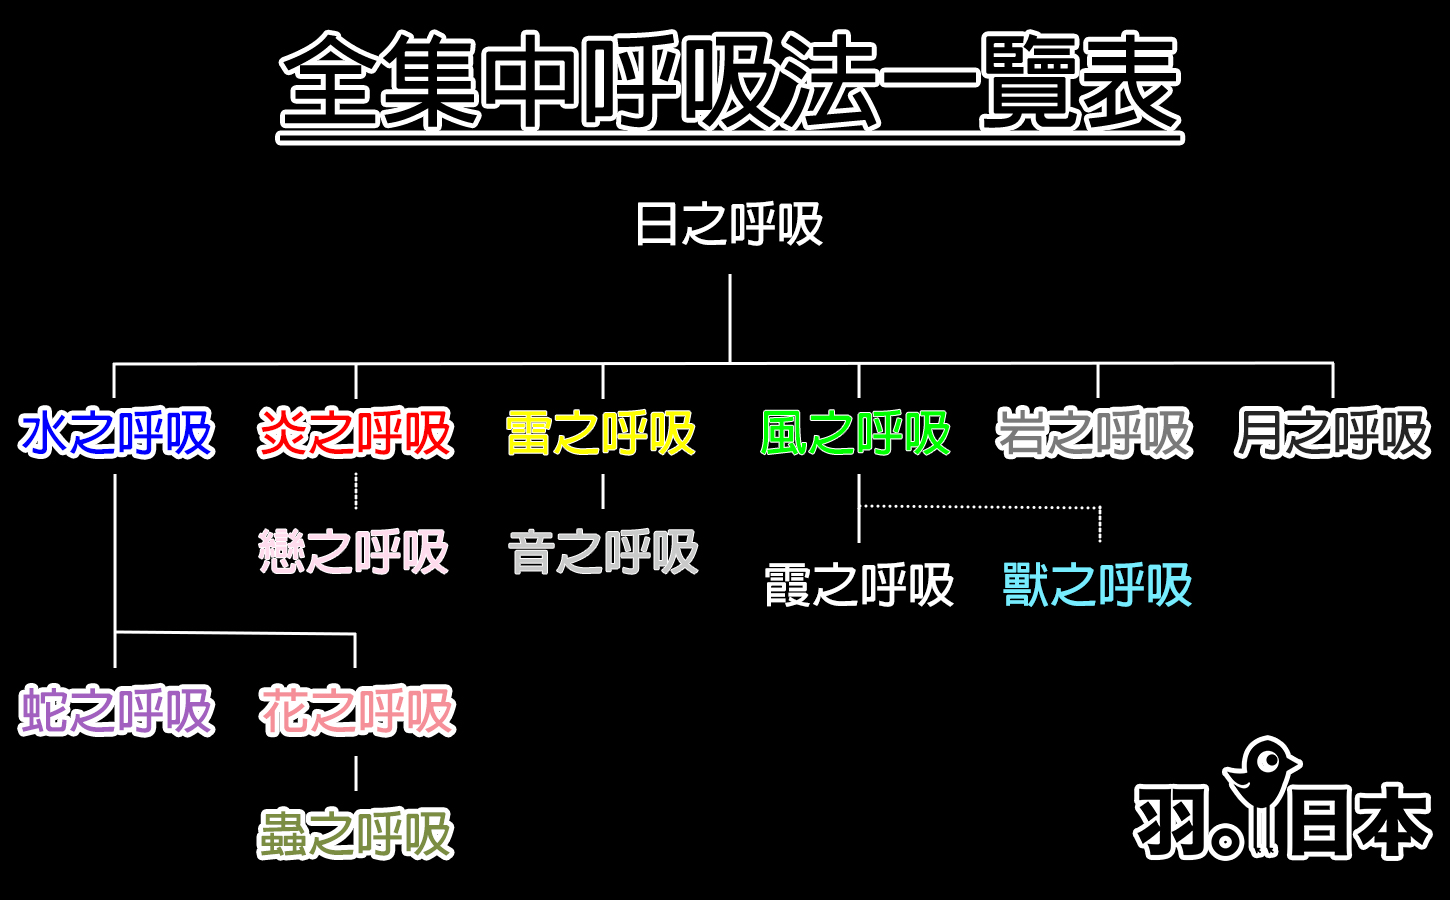 全集中呼吸法一覽表
日之呼吸
水之呼吸 炎之呼吸 雷之呼吸 風之呼吸 岩之呼吸 月之呼吸
戀之呼吸 音之呼吸
霞之呼吸 獸之呼吸
蛇之呼吸 花之呼吸
蟲之呼吸
羽。日本